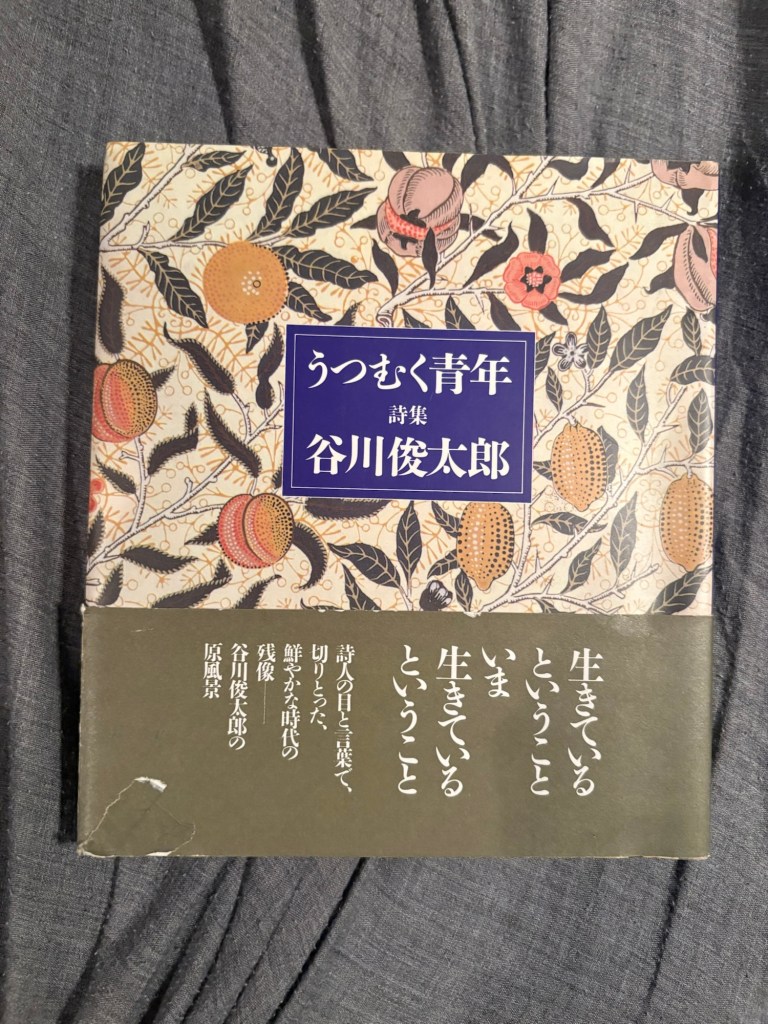 うつむく青年
詩集
谷川俊太郎
生きている
ということ
いま
生きている
ということ
詩人の目と言葉で、
切りとった、
鮮やかな時代の
残像——
谷川俊太郎の
原風景